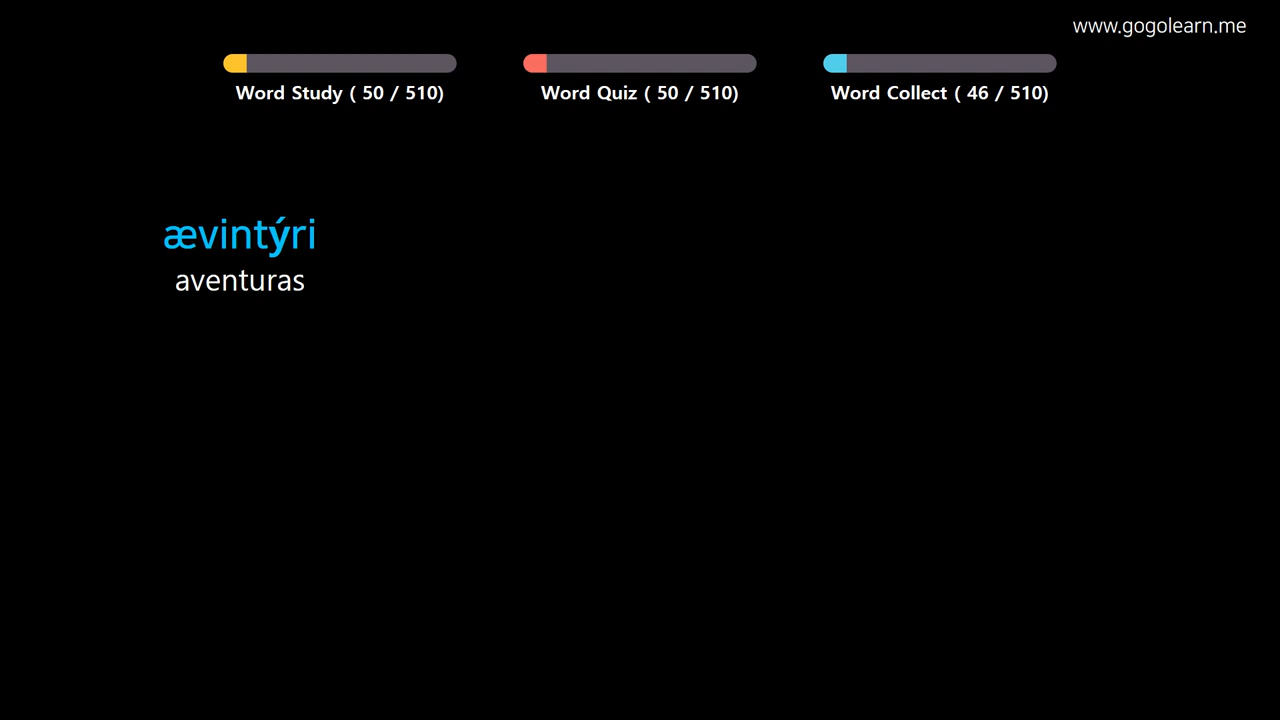 www.gogolearn.me
Word Study ( 50 / 510)
Word Quiz ( 50 / 510)
Word Collect ( 46 / 510)
ævintýri
aventuras